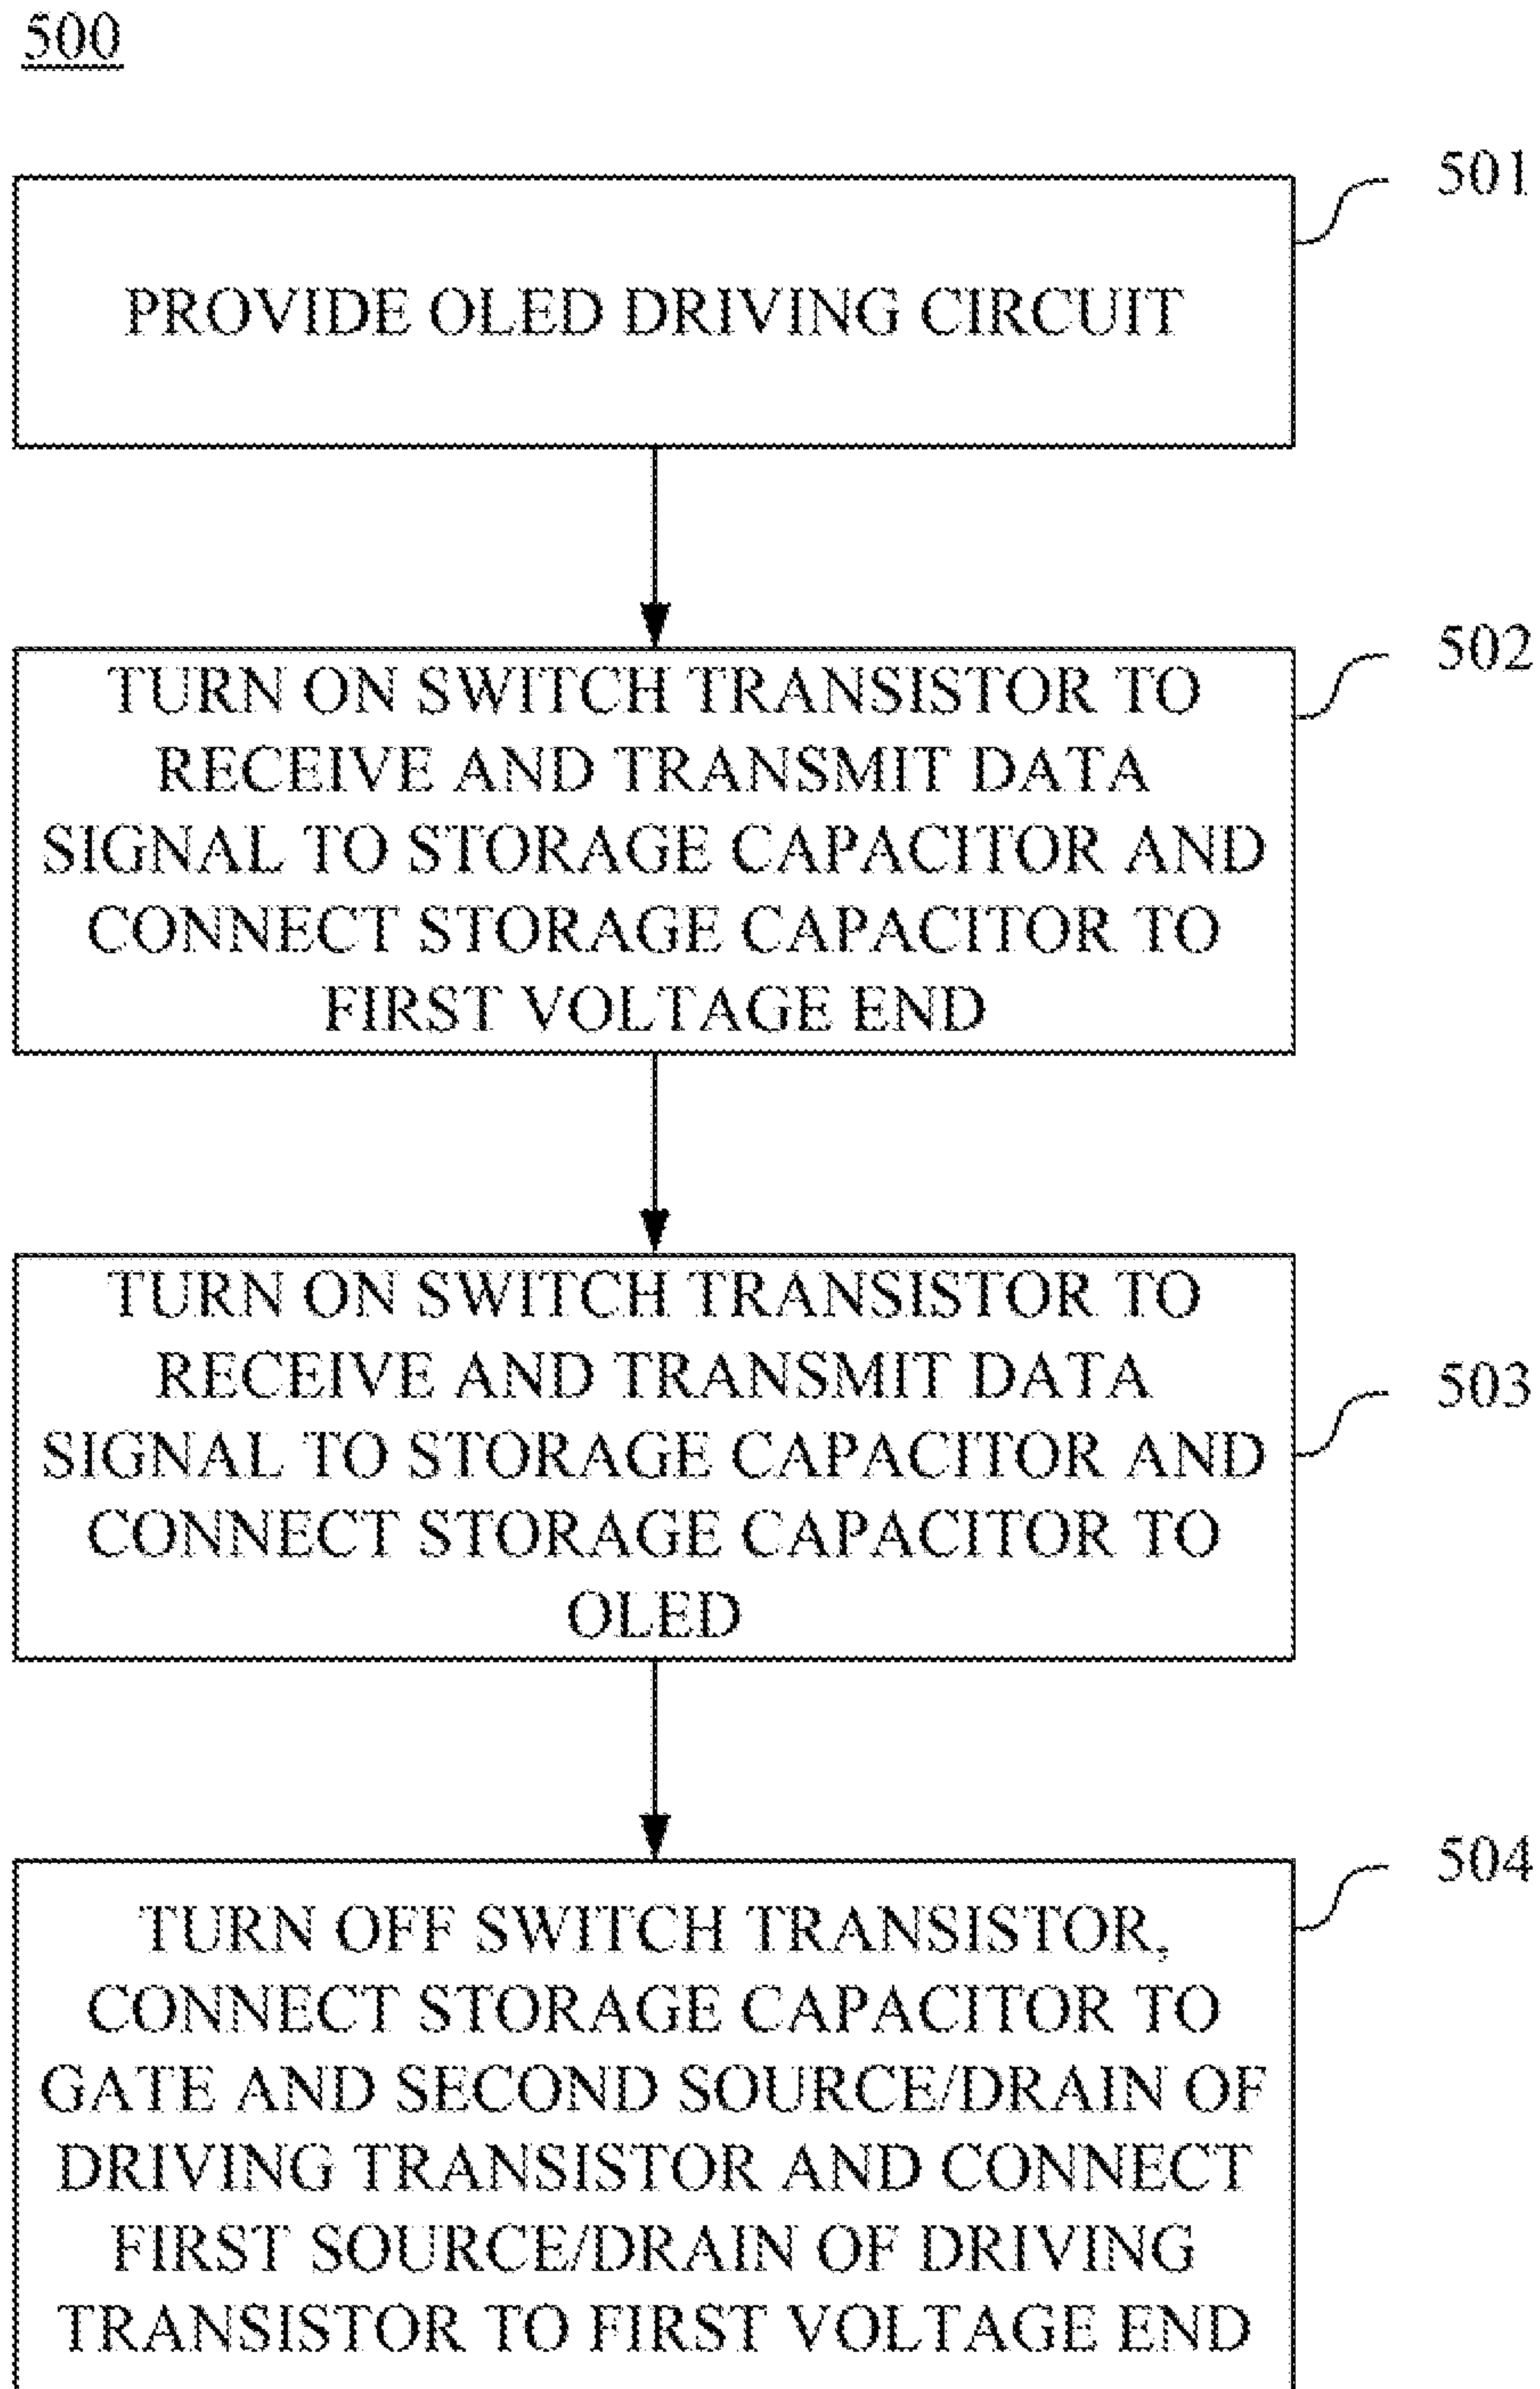 500
501
PROVIDE OLED DRIVING CIRCUIT
502
TURN ON SWITCH TRANSISTOR TO
RECEIVE AND TRANSMIT DATA
SIGNAL TO STORAGE CAPACITOR AND
CONNECT STORAGE CAPACITOR TO
FIRST VOLTAGE END
TURN ON SWITCH TRANSISTOR TO
RECEIVE AND TRANSMIT DATA
503
SIGNAL TO STORAGE CAPACITOR AND
CONNECT STORAGE CAPACITOR TO
OLED
504
TURN OFF SWITCH TRANSISTOR,
CONNECT STORAGE CAPACITOR TO
GATE AND SECOND SOURCE/DRAIN OF
DRIVING TRANSISTOR AND CONNECT
FIRST SOURCE/DRAIN OF DRIVING
TRANSISTOR TO FIRST VOLTAGE END